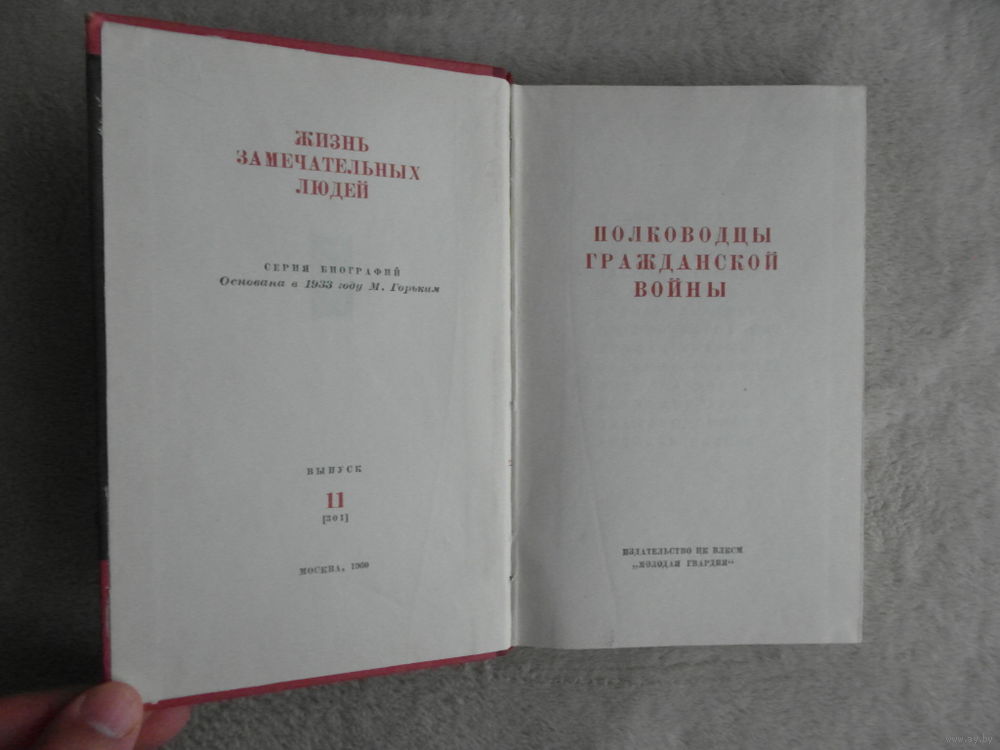 ЖИЗНЬ
ЗАМЕЧАТЕЛЬНЫХ
ЛЮДЕЙ
СЕРИЯ БИОГРАФИЙ
Основана в 1933 году М. Горьким
ВЫПУСК
11
[301]
МОСКВА, 1960
ПОЛКОВОДЦЫ
ГРАЖДАНСКОЙ
ВОЙНЫ
ИЗДАТЕЛЬСТВО ЦК ВЛКСМ
„МОЛОДАЯ ГВАРДИЯ“
www.ay.by